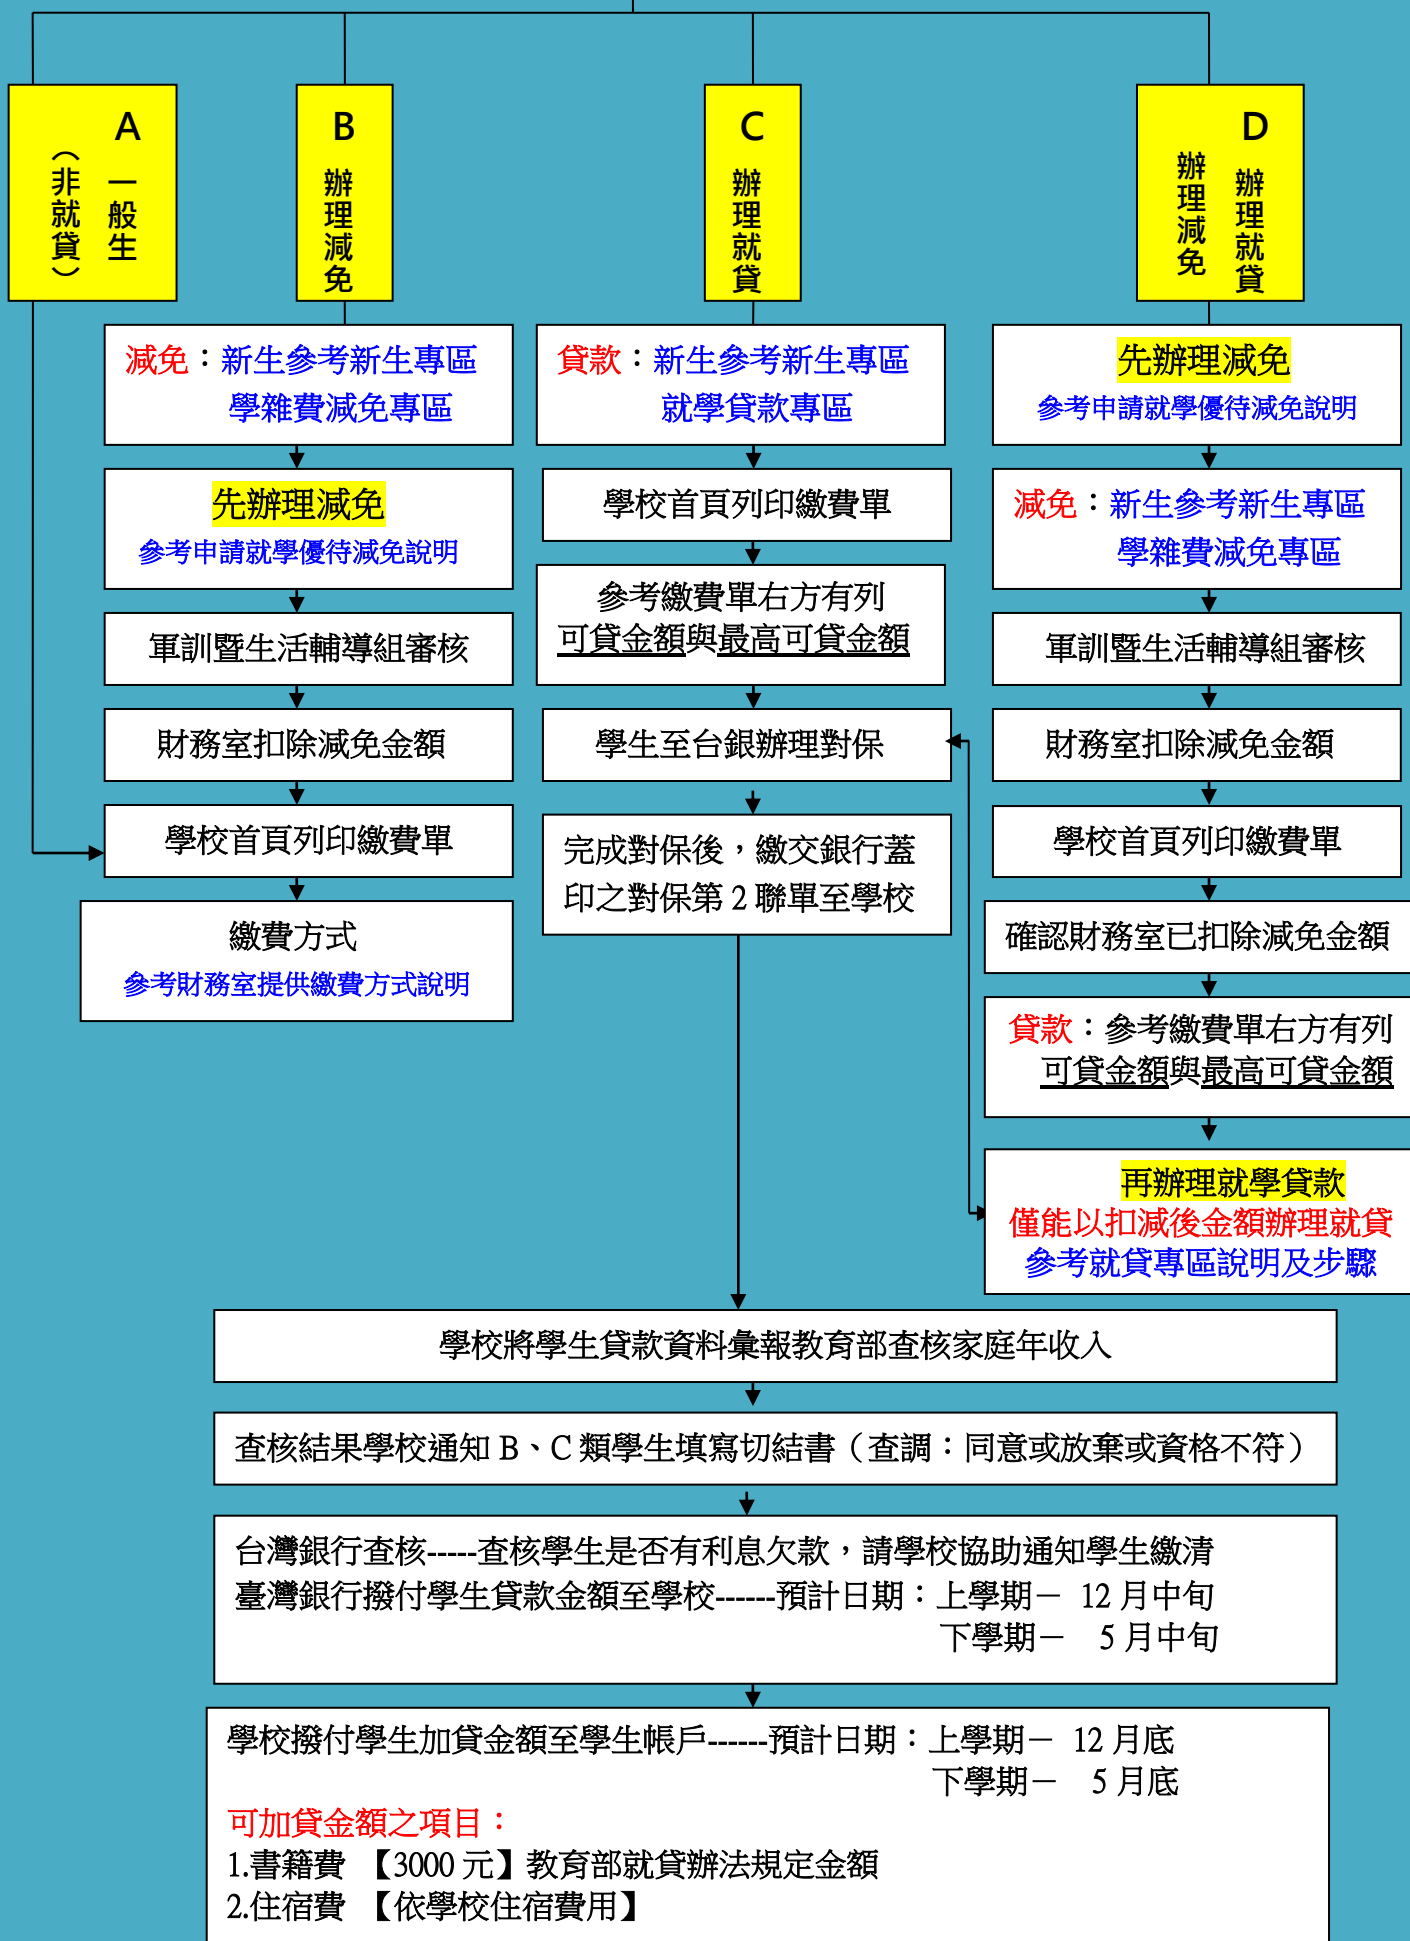 A
一般生
（非就貸）
B
辦理減免
C
辦理就貸
D
辦理就貸
辦理減免
減免：新生參考新生專區
學雜費減免專區
先辦理減免
參考申請就學優待減免說明
軍訓暨生活輔導組審核
財務室扣除減免金額
學校首頁列印繳費單
繳費方式
參考財務室提供繳費方式說明
貸款：新生參考新生專區
就學貸款專區
學校首頁列印繳費單
參考繳費單右方有列
可貸金額與最高可貸金額
學生至台銀辦理對保
完成對保後，繳交銀行蓋
印之對保第 2 聯單至學校
先辦理減免
參考申請就學優待減免說明
減免：新生參考新生專區
學雜費減免專區
軍訓暨生活輔導組審核
財務室扣除減免金額
學校首頁列印繳費單
確認財務室已扣除減免金額
貸款：參考繳費單右方有列
可貸金額與最高可貸金額
再辦理就學貸款
僅能以扣減後金額辦理就貸
參考就貸專區說明及步驟
學校將學生貸款資料彙報教育部查核家庭年收入
查核結果學校通知 B、C 類學生填寫切結書（查調：同意或放棄或資格不符）
台灣銀行查核-----查核學生是否有利息欠款，請學校協助通知學生繳清
臺灣銀行撥付學生貸款金額至學校------預計日期：上學期－ 12 月中旬
下學期－ 5 月中旬
學校撥付學生加貸金額至學生帳戶------預計日期：上學期－ 12 月底
下學期－ 5 月底
可加貸金額之項目：
1.書籍費 【3000 元】教育部就貸辦法規定金額
2.住宿費 【依學校住宿費用】